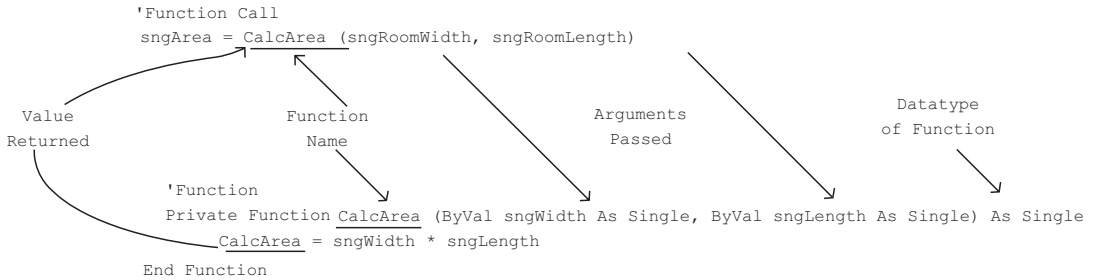 'Function Call
sngArea = CalcArea (sngRoomWidth, sngRoomLength)
Value
Returned
Function
Name
Arguments
Passed
Datatype
of Function
'Function
Private Function CalcArea (ByVal sngWidth As Single, ByVal sngLength As Single) As Single
CalcArea = sngWidth * sngLength
End Function